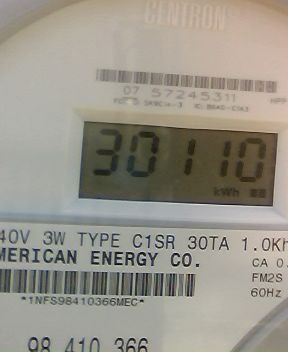 CENTRON
07 57245311
30110
kWh
40V 3W TYPE C1SR 30TA 1.0Kh
MERICAN ENERGY CO.
CA 0.
FM2S
60Hz
*1NFS98410366MEC*
98 410 366